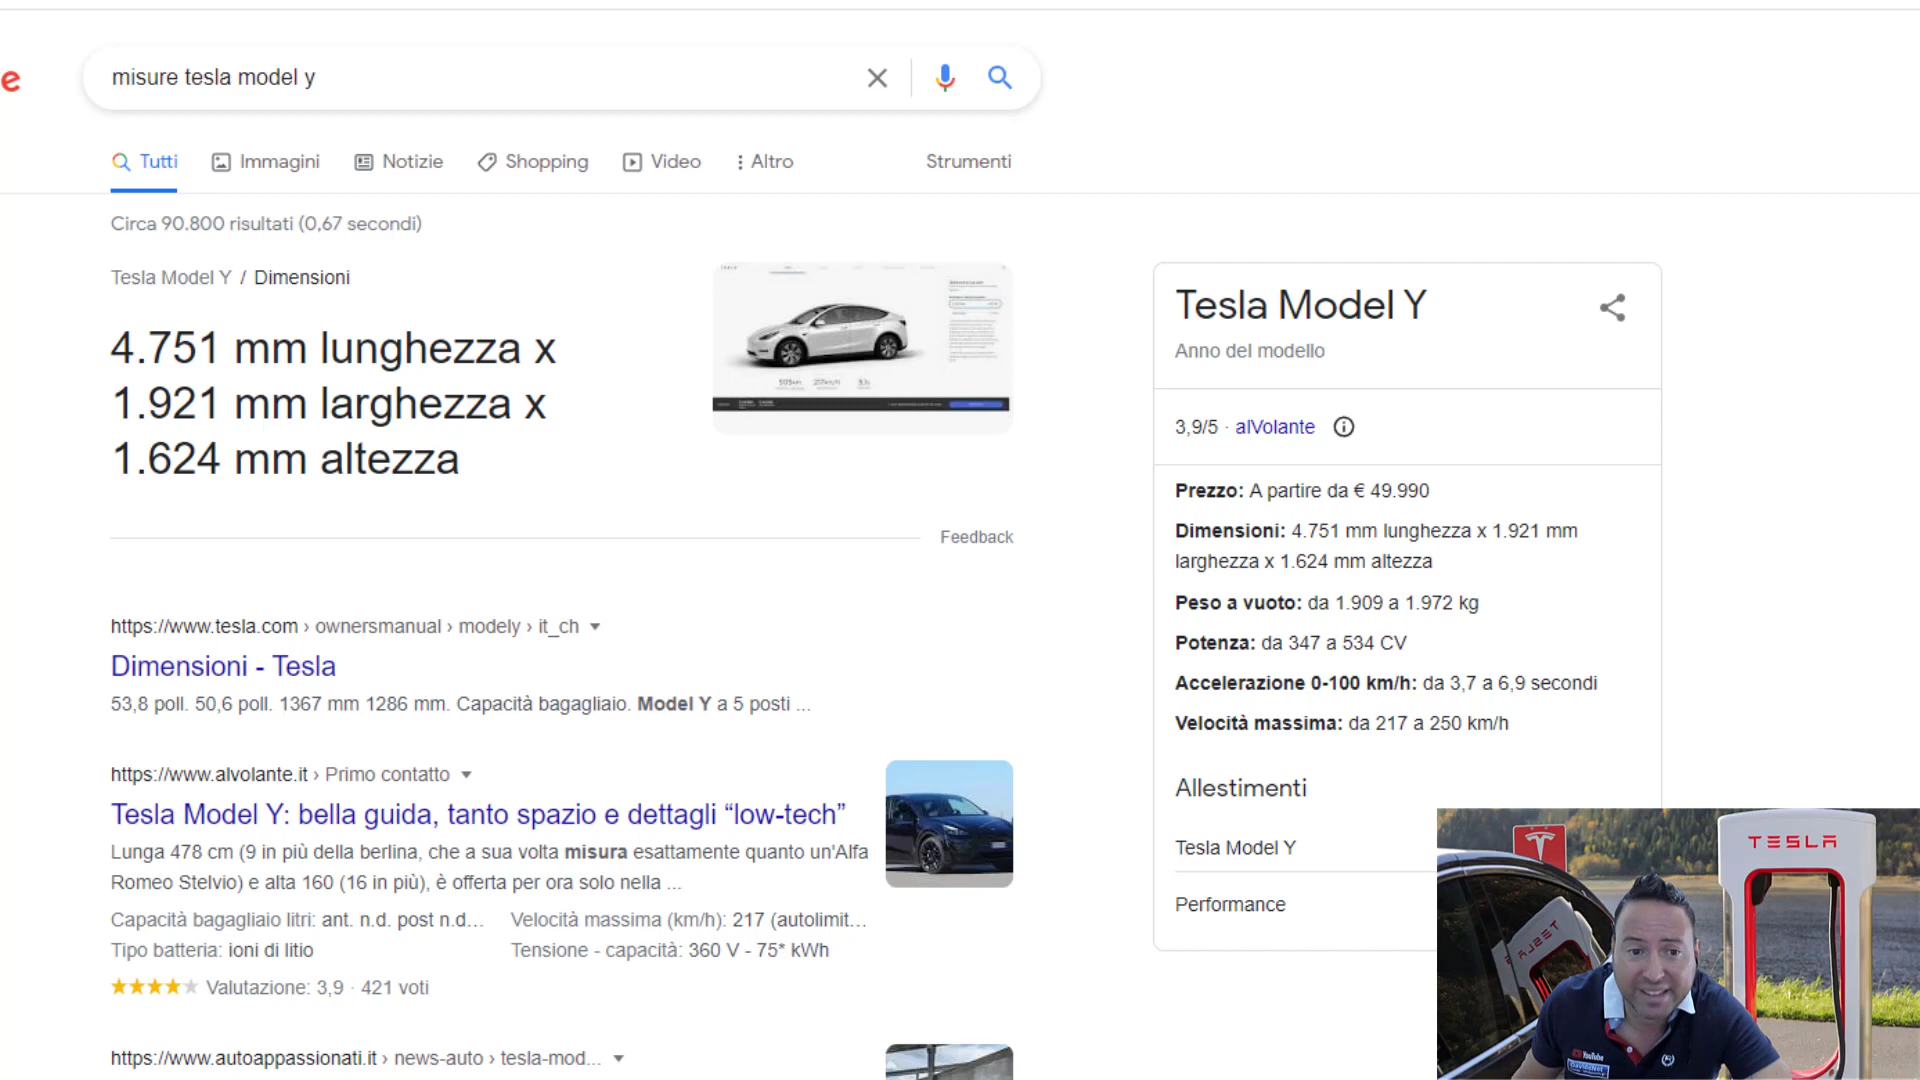 e
misure tesla model y
Tutti
Immagini
Notizie
Shopping
Video
Altro
Strumenti
Circa 90.800 risultati (0,67 secondi)
Tesla Model Y / Dimensioni
4.751 mm lunghezza x
1.921 mm larghezza x
1.624 mm altezza
Feedback
https://www.tesla.com › ownersmanual › modely › it_ch
Dimensioni - Tesla
53,8 poll. 50,6 poll. 1367 mm 1286 mm. Capacità bagagliaio. Model Y a 5 posti ...
https://www.alvolante.it › Primo contatto
Tesla Model Y: bella guida, tanto spazio e dettagli “low-tech”
Lunga 478 cm (9 in più della berlina, che a sua volta misura esattamente quanto un'Alfa
Romeo Stelvio) e alta 160 (16 in più), è offerta per ora solo nella ...
Capacità bagagliaio litri: ant. n.d. post n.d...
Velocità massima (km/h): 217 (autolimit...
Tipo batteria: ioni di litio
Tensione - capacità: 360 V - 75* kWh
Valutazione: 3,9 · 421 voti
https://www.autoappassionati.it › news-auto › tesla-mod...
Tesla Model Y
Anno del modello
3,9/5 · alVolante
Prezzo: A partire da € 49.990
Dimensioni: 4.751 mm lunghezza x 1.921 mm
larghezza x 1.624 mm altezza
Peso a vuoto: da 1.909 a 1.972 kg
Potenza: da 347 a 534 CV
Accelerazione 0-100 km/h: da 3,7 a 6,9 secondi
Velocità massima: da 217 a 250 km/h
Allestimenti
Tesla Model Y
Performance
TESLA
TESLA
YouTube